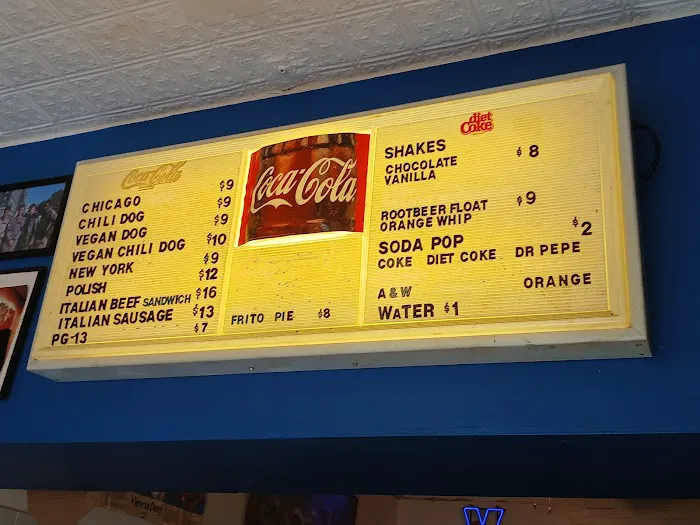 Coca-Cola
CHICAGO $9
CHILI DOG $9
VEGAN DOG $9
VEGAN CHILI DOG $10
NEW YORK $9
POLISH $12
ITALIAN BEEF SANDWICH $16
ITALIAN SAUSAGE $13
PG-13 $7
Coca-Cola
FRITO PIE $8
diet
Coke
SHAKES $8
CHOCOLATE
VANILLA
ROOTBEER FLOAT $9
ORANGE WHIP
SODA POP $2
COKE DIET COKE DR PEPE
A&W ORANGE
WATER $1
Vienna Beef